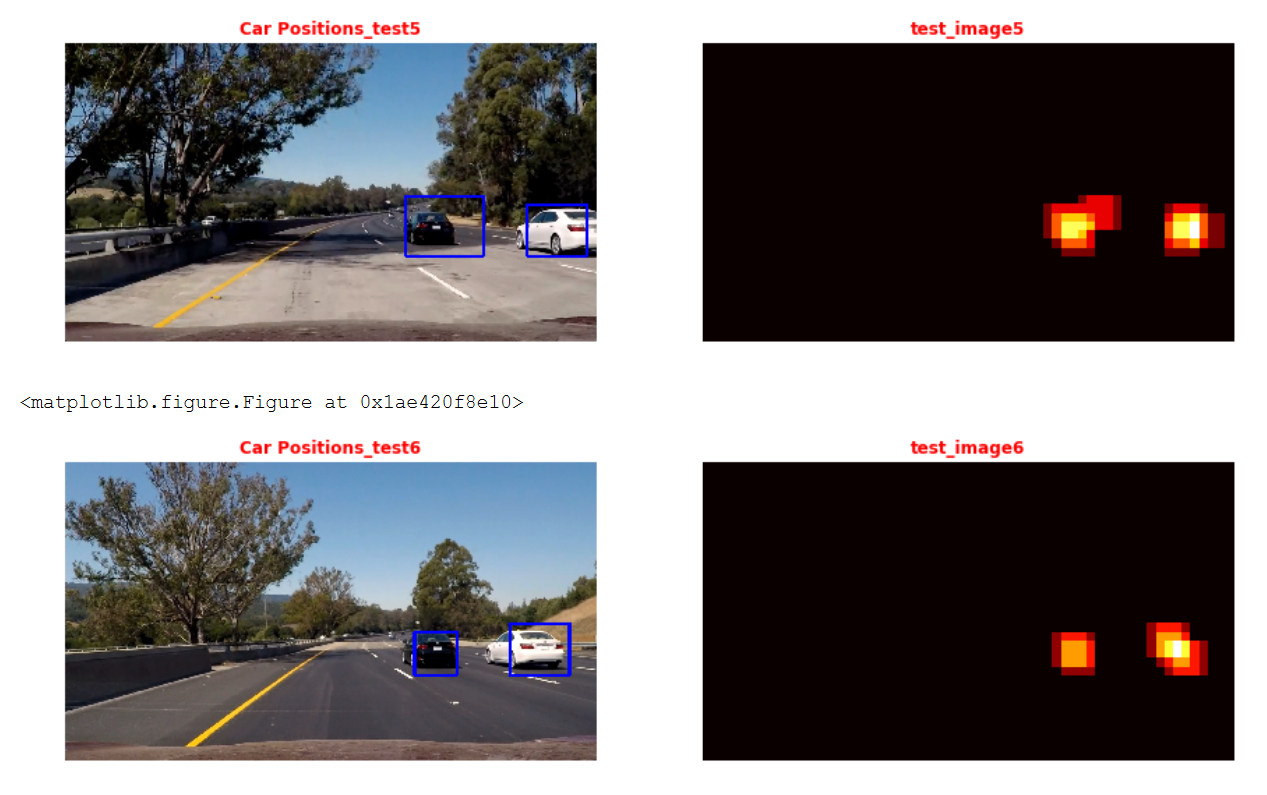 Car Positions_test5
test_image5
<matplotlib.figure.Figure at 0x1ae420f8e10>
Car Positions_test6
test_image6